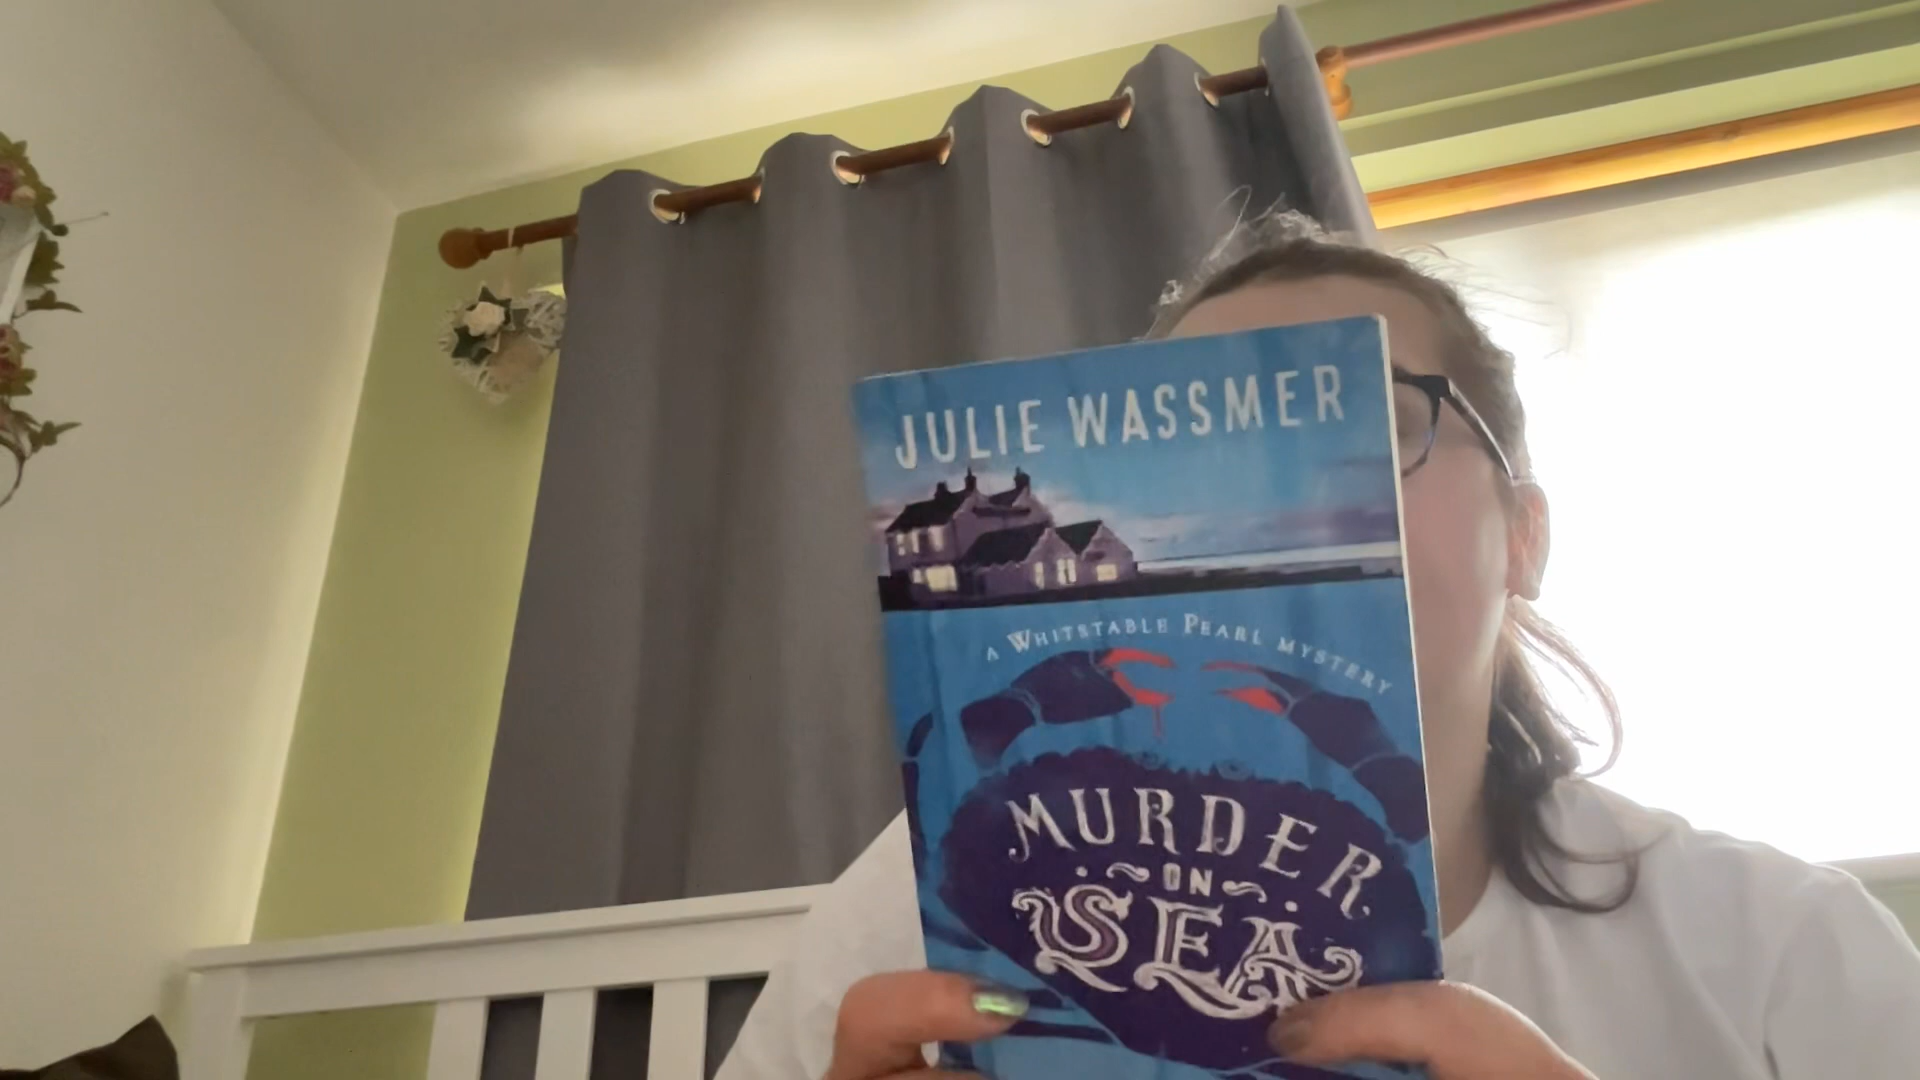 JULIE WASSMER
A WHITSTABLE PEARL MYSTERY
MURDER
ON
SEA